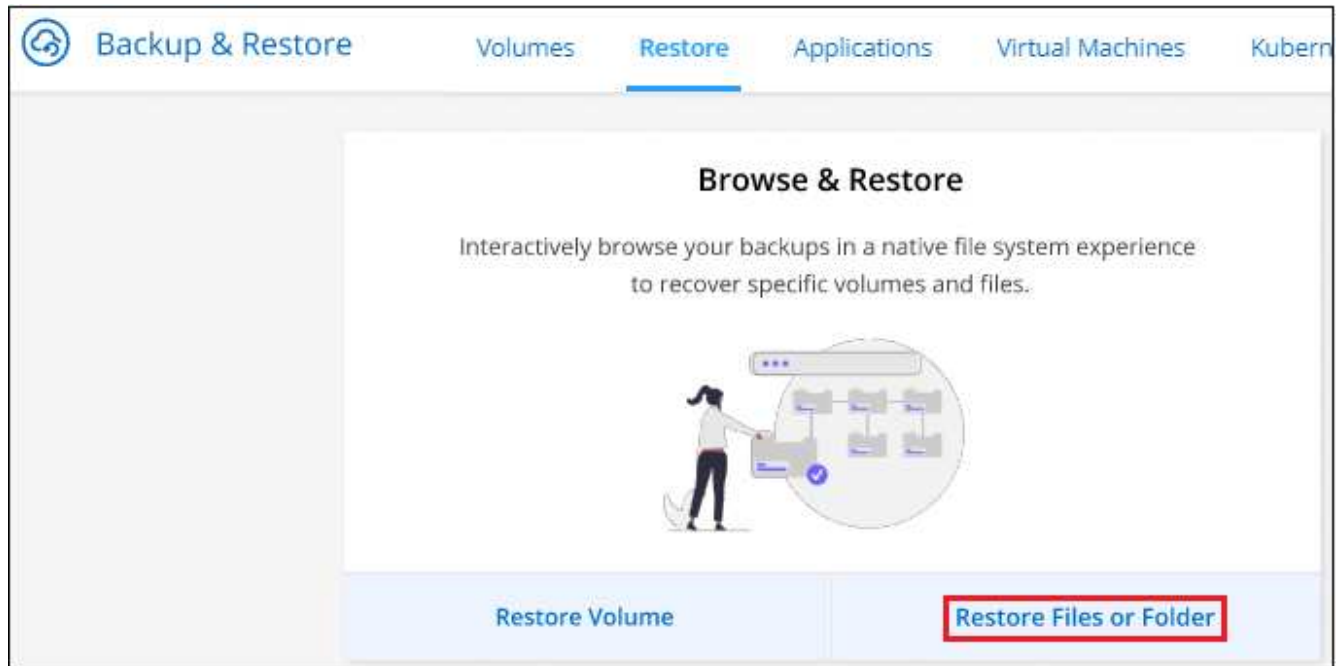 Backup & Restore Volumes Restore Applications Virtual Machines Kubern
Browse & Restore
Interactively browse your backups in a native file system experience
to recover specific volumes and files.
Restore Volume Restore Files or Folder